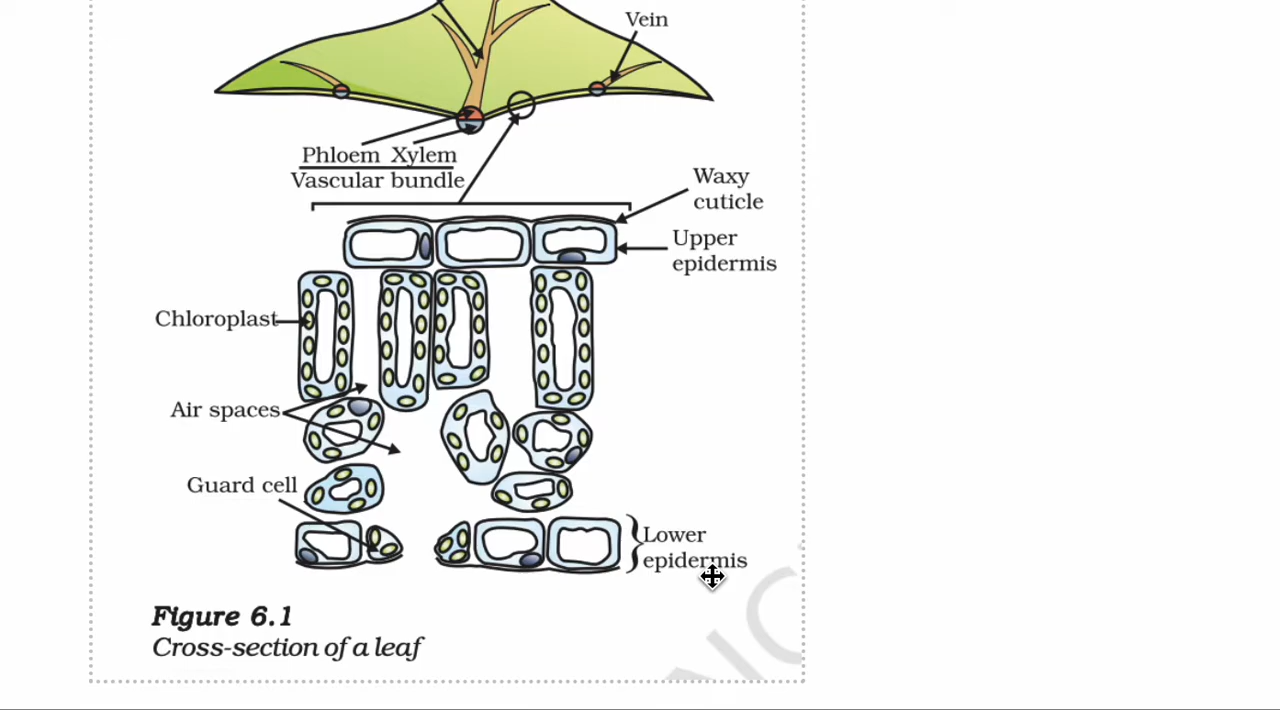 Vein
Phloem Xylem
Vascular bundle
Waxy
cuticle
Upper
epidermis
Chloroplast
Air spaces
Guard cell
Lower
epidermis
Figure 6.1
Cross-section of a leaf